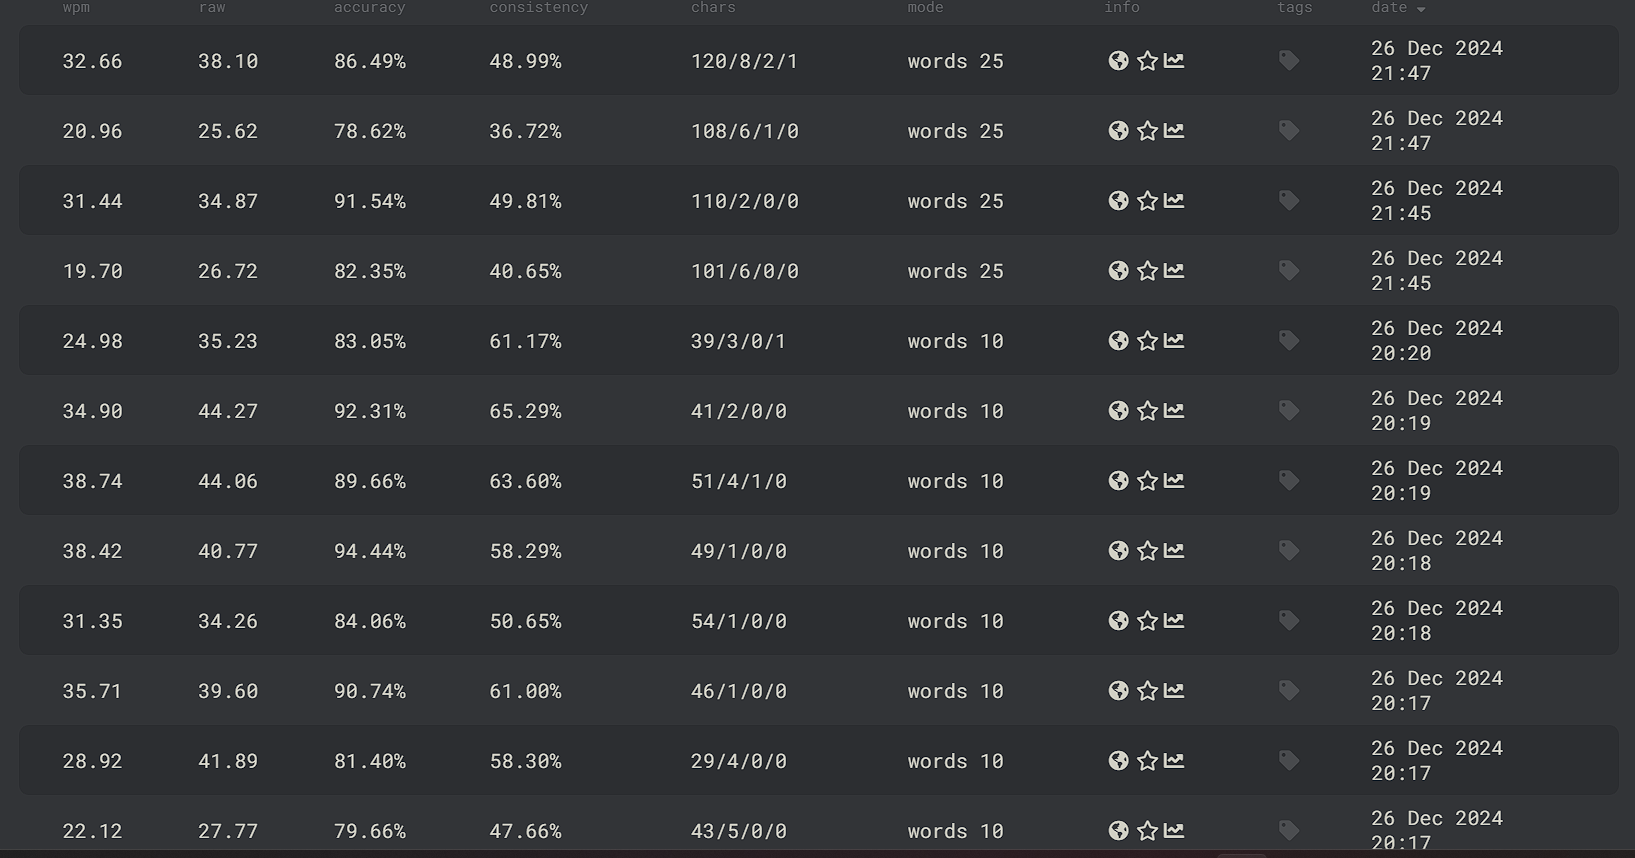 wpm raw accuracy consistency chars mode info tags date
32.66 38.10 86.49% 48.99% 120/8/2/1 words 25 26 Dec 2024
21:47
20.96 25.62 78.62% 36.72% 108/6/1/0 words 25 26 Dec 2024
21:47
31.44 34.87 91.54% 49.81% 110/2/0/0 words 25 26 Dec 2024
21:45
19.70 26.72 82.35% 40.65% 101/6/0/0 words 25 26 Dec 2024
21:45
24.98 35.23 83.05% 61.17% 39/3/0/1 words 10 26 Dec 2024
20:20
34.90 44.27 92.31% 65.29% 41/2/0/0 words 10 26 Dec 2024
20:19
38.74 44.06 89.66% 63.60% 51/4/1/0 words 10 26 Dec 2024
20:19
38.42 40.77 94.44% 58.29% 49/1/0/0 words 10 26 Dec 2024
20:18
31.35 34.26 84.06% 50.65% 54/1/0/0 words 10 26 Dec 2024
20:18
35.71 39.60 90.74% 61.00% 46/1/0/0 words 10 26 Dec 2024
20:17
28.92 41.89 81.40% 58.30% 29/4/0/0 words 10 26 Dec 2024
20:17
22.12 27.77 79.66% 47.66% 43/5/0/0 words 10 26 Dec 2024
20:17